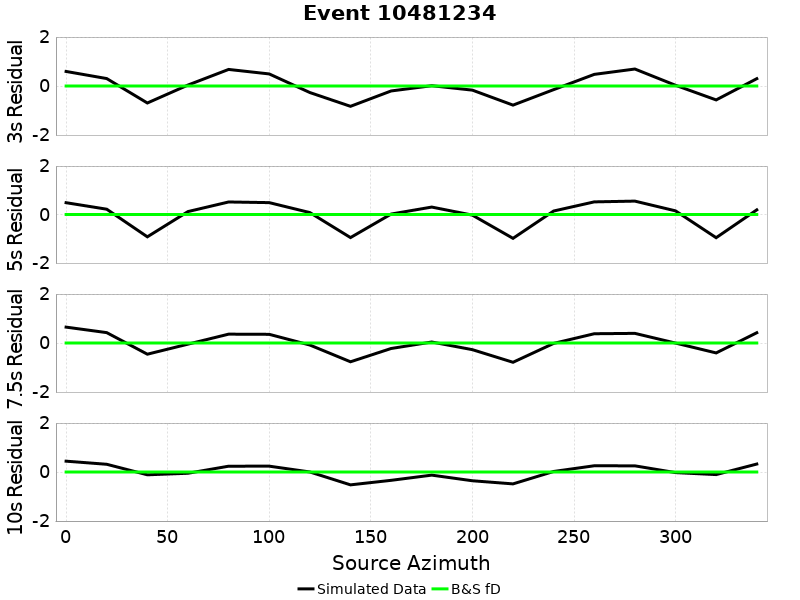 Event 10481234
3s Residual
2
0
-2
5s Residual
2
0
-2
7.5s Residual
2
0
-2
10s Residual
2
0
-2
0 50 100 150 200 250 300
Source Azimuth
Simulated Data B&S fD